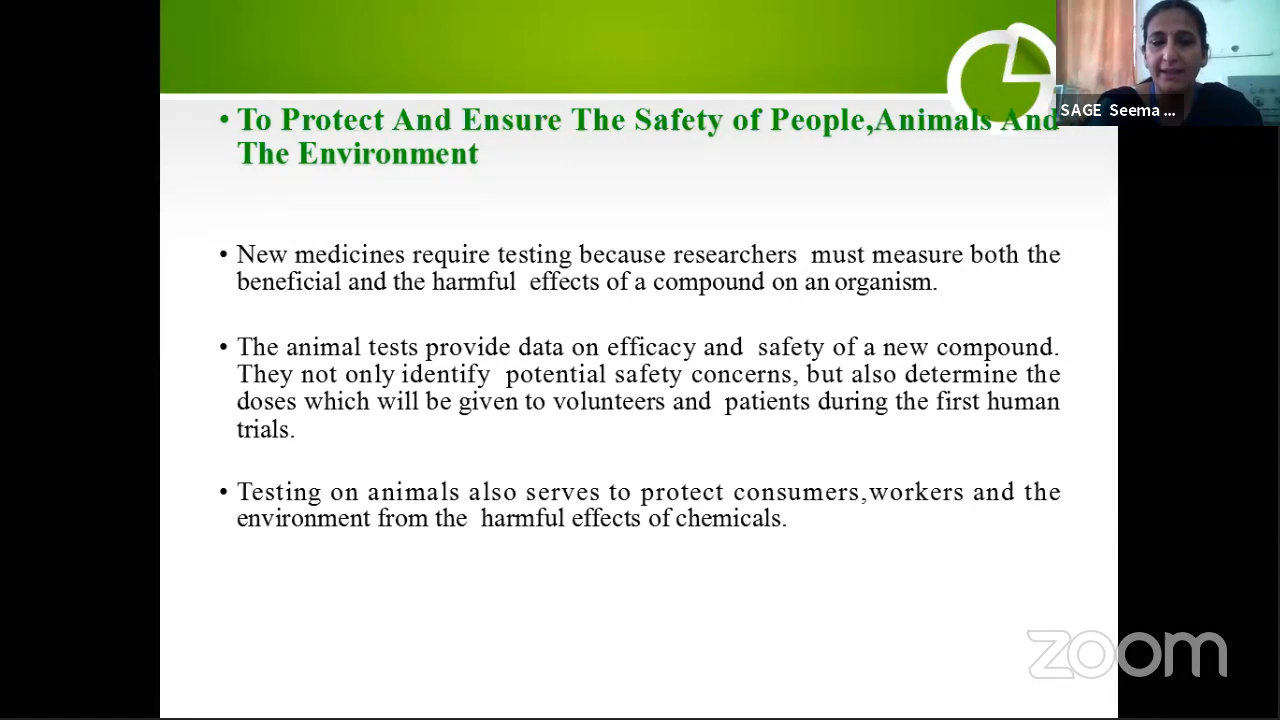 • To Protect And Ensure The Safety of People,Animals And
The Environment
SAGE Seema ...
• New medicines require testing because researchers must measure both the
beneficial and the harmful effects of a compound on an organism.
• The animal tests provide data on efficacy and safety of a new compound.
They not only identify potential safety concerns, but also determine the
doses which will be given to volunteers and patients during the first human
trials.
• Testing on animals also serves to protect consumers,workers and the
environment from the harmful effects of chemicals.
zoom